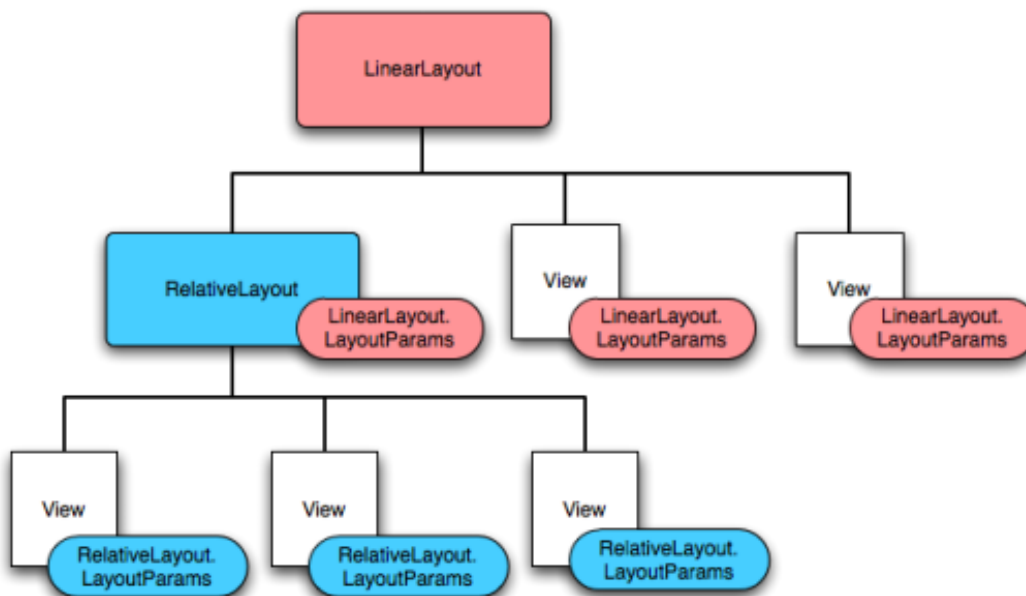 LinearLayout
RelativeLayout
LinearLayout.
LayoutParams
View
LinearLayout.
LayoutParams
View
LinearLayout.
LayoutParams
View
RelativeLayout.
LayoutParams
View
RelativeLayout.
LayoutParams
View
RelativeLayout.
LayoutParams